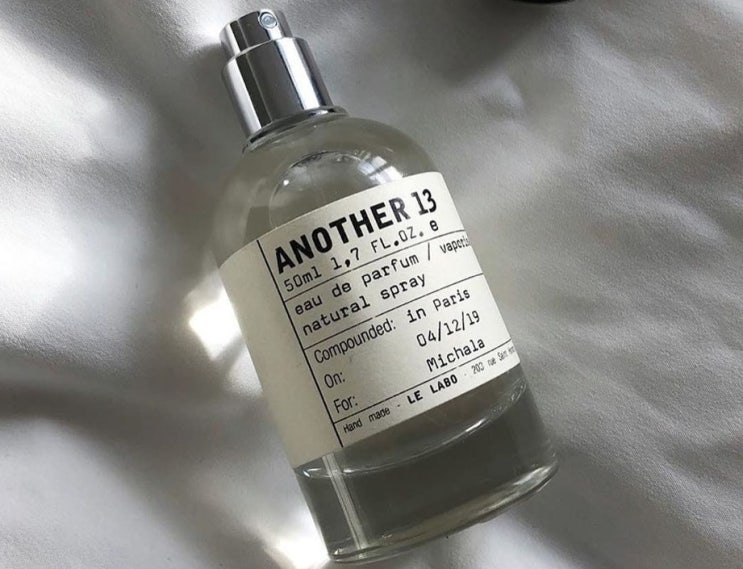 ANOTHER 13
50ml 1,7 FL.OZ. e
eau de parfum /
natural spray
Compounded: in Paris
On: 04/12/19
For: Michala
Hand made - LE LABO -